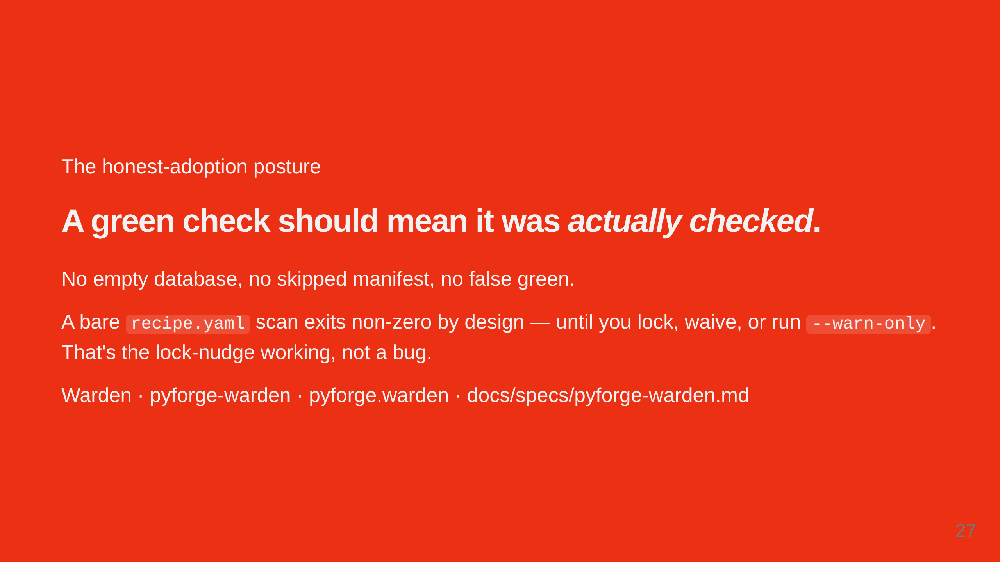 The honest-adoption posture
A green check should mean it was actually checked.
No empty database, no skipped manifest, no false green.
A bare recipe.yaml scan exits non-zero by design — until you lock, waive, or run --warn-only.
That's the lock-nudge working, not a bug.
Warden · pyforge-warden · pyforge.warden · docs/specs/pyforge-warden.md
27